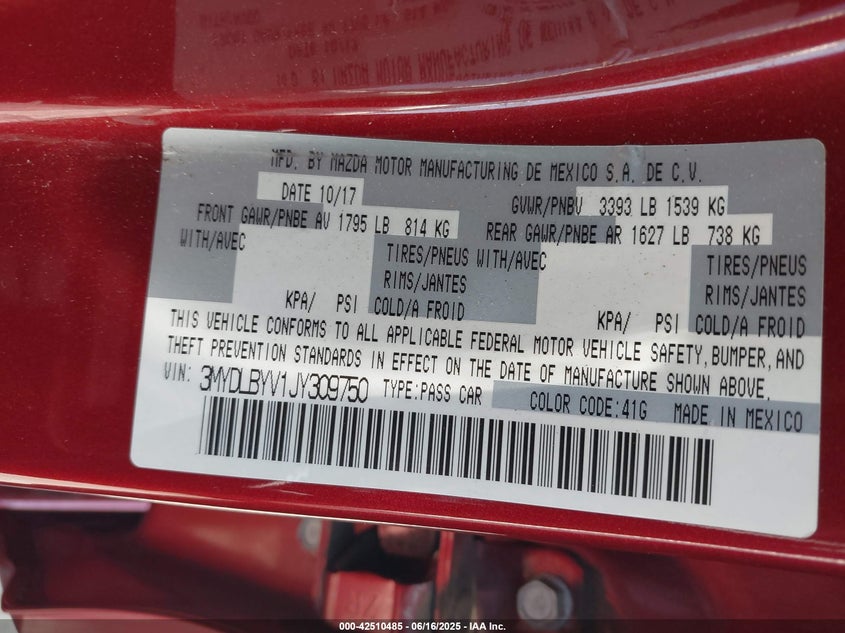 MFD. BY MAZDA MOTOR MANUFACTURING DE MEXICO S.A. DE C.V.
DATE 10/17 GVWR/PNBV 3393 LB 1539 KG
FRONT GAWR/PNBE AV 1795 LB 814 KG REAR GAWR/PNBE AR 1627 LB 738 KG
WITH/AVEC TIRES/PNEUS WITH/AVEC TIRES/PNEUS
RIMS/JANTES RIMS/JANTES
KPA/ PSI COLD/A FROID KPA/ PSI COLD/A FROID
THIS VEHICLE CONFORMS TO ALL APPLICABLE FEDERAL MOTOR VEHICLE SAFETY, BUMPER, AND
THEFT PREVENTION STANDARDS IN EFFECT ON THE DATE OF MANUFACTURE SHOWN ABOVE.
VIN: 3MYDLBYV1JY309750 TYPE:PASS CAR COLOR CODE:41G MADE IN MEXICO
000-42510485 - 06/16/2025 - IAA Inc.